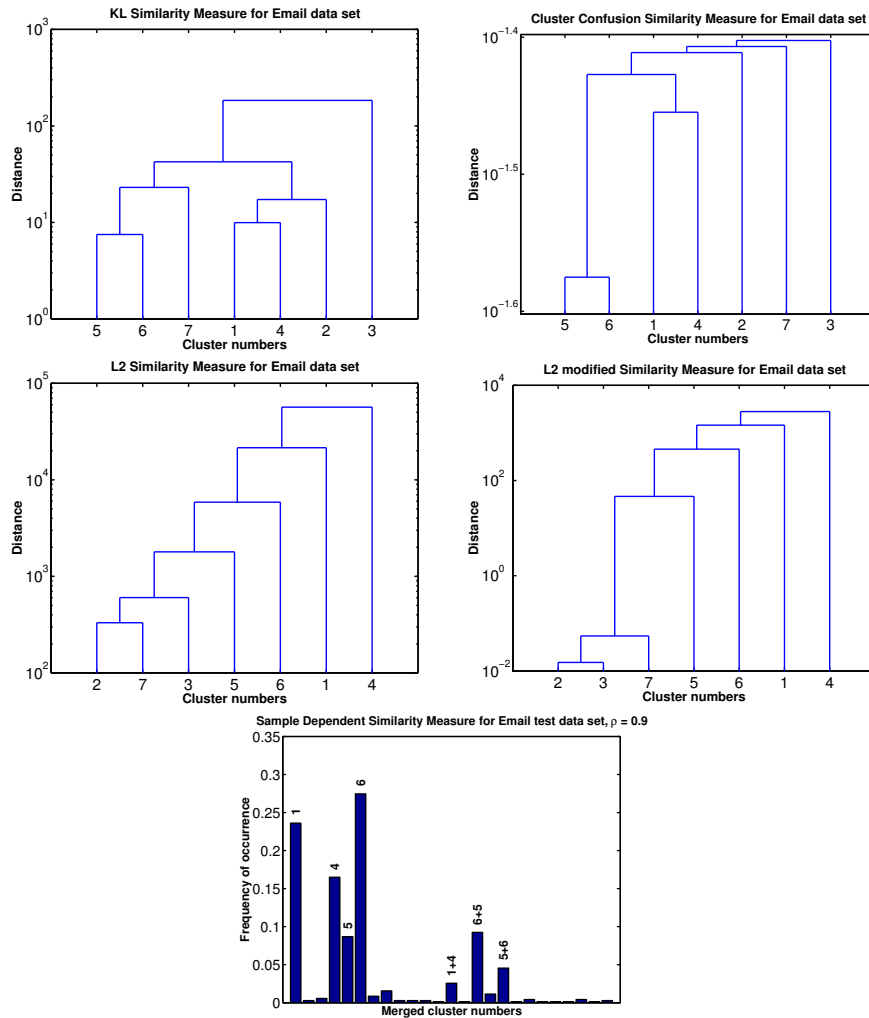 KL Similarity Measure for Email data set
10^3
10^2
10^1
10^0
Distance
5 6 7 1 4 2 3
Cluster numbers
Cluster Confusion Similarity Measure for Email data set
10^-1.4
10^-1.5
10^-1.6
Distance
5 6 1 4 2 7 3
Cluster numbers
L2 Similarity Measure for Email data set
10^5
10^4
10^3
10^2
Distance
2 7 3 5 6 1 4
Cluster numbers
L2 modified Similarity Measure for Email data set
10^4
10^2
10^0
10^-2
Distance
2 3 7 5 6 1 4
Cluster numbers
Sample Dependent Similarity Measure for Email test data set, ρ = 0.9
0.35
0.3
0.25
0.2
0.15
0.1
0.05
0
Frequency of occurrence
1
4
5
6
1+4
6+5
5+6
Merged cluster numbers